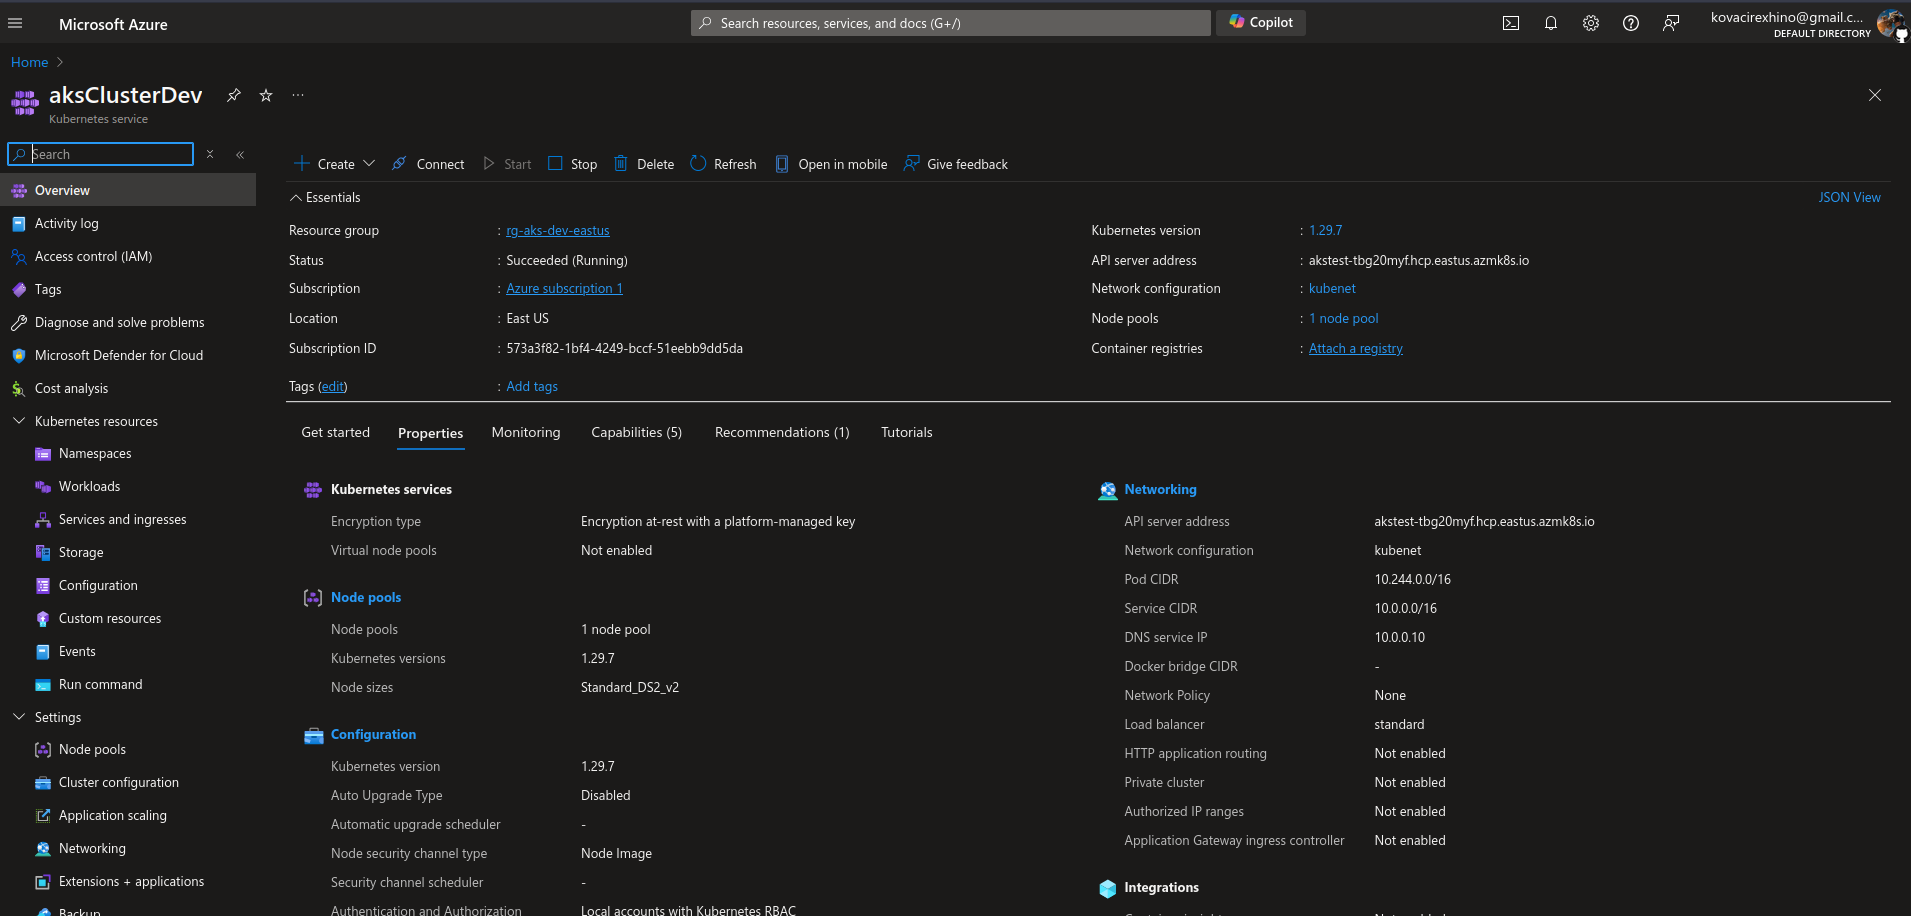 Microsoft Azure
Search resources, services, and docs (G+/)
Copilot
kovacirexhino@gmail.c...
DEFAULT DIRECTORY
Home
aksClusterDev
Kubernetes service
Search
Overview
Activity log
Access control (IAM)
Tags
Diagnose and solve problems
Microsoft Defender for Cloud
Cost analysis
Kubernetes resources
Namespaces
Workloads
Services and ingresses
Storage
Configuration
Custom resources
Events
Run command
Settings
Node pools
Cluster configuration
Application scaling
Networking
Extensions + applications
Backup
Create
Connect
Start
Stop
Delete
Refresh
Open in mobile
Give feedback
Essentials
JSON View
Resource group : rg-aks-dev-eastus
Status : Succeeded (Running)
Subscription : Azure subscription 1
Location : East US
Subscription ID : 573a3f82-1bf4-4249-bccf-51eebb9dd5da
Tags (edit) : Add tags
Kubernetes version : 1.29.7
API server address : akstest-tbg20myf.hcp.eastus.azmk8s.io
Network configuration : kubenet
Node pools : 1 node pool
Container registries : Attach a registry
Get started
Properties
Monitoring
Capabilities (5)
Recommendations (1)
Tutorials
Kubernetes services
Encryption type Encryption at-rest with a platform-managed key
Virtual node pools Not enabled
Node pools
Node pools 1 node pool
Kubernetes versions 1.29.7
Node sizes Standard_DS2_v2
Configuration
Kubernetes version 1.29.7
Auto Upgrade Type Disabled
Automatic upgrade scheduler -
Node security channel type Node Image
Security channel scheduler -
Authentication and Authorization Local accounts with Kubernetes RBAC
Networking
API server address akstest-tbg20myf.hcp.eastus.azmk8s.io
Network configuration kubenet
Pod CIDR 10.244.0.0/16
Service CIDR 10.0.0.0/16
DNS service IP 10.0.0.10
Docker bridge CIDR -
Network Policy None
Load balancer standard
HTTP application routing Not enabled
Private cluster Not enabled
Authorized IP ranges Not enabled
Application Gateway ingress controller Not enabled
Integrations